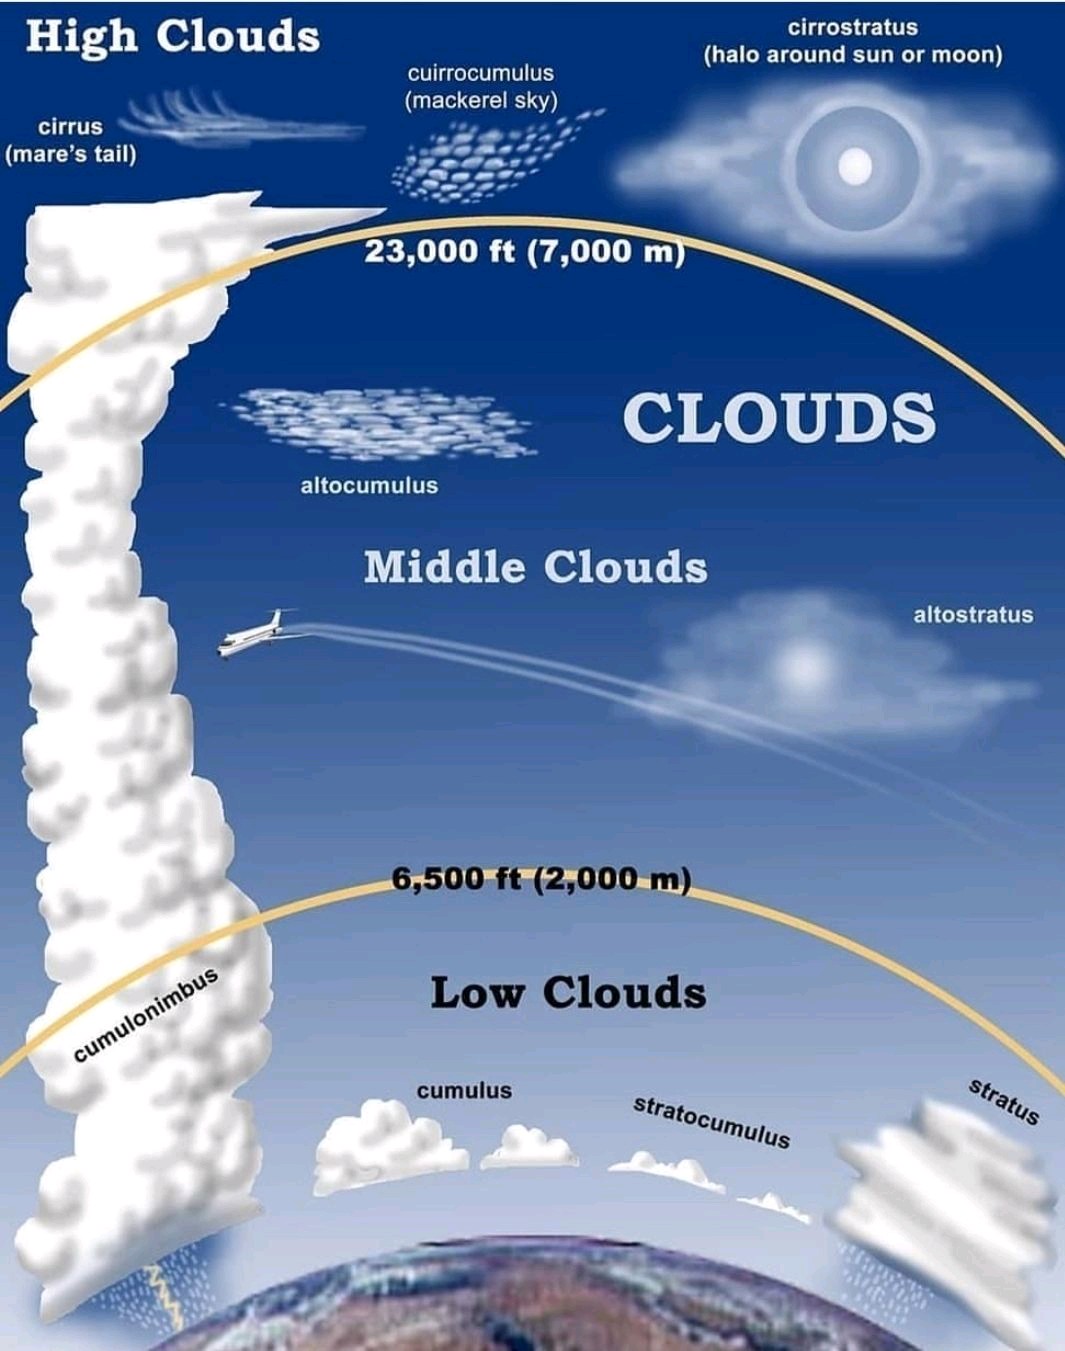 High Clouds
cirrostratus
(halo around sun or moon)
cuirrocumulus
(mackerel sky)
cirrus
(mare's tail)
23,000 ft (7,000 m)
CLOUDS
altocumulus
Middle Clouds
altostratus
6,500 ft (2,000 m)
Low Clouds
cumulonimbus
cumulus
stratocumulus
stratus